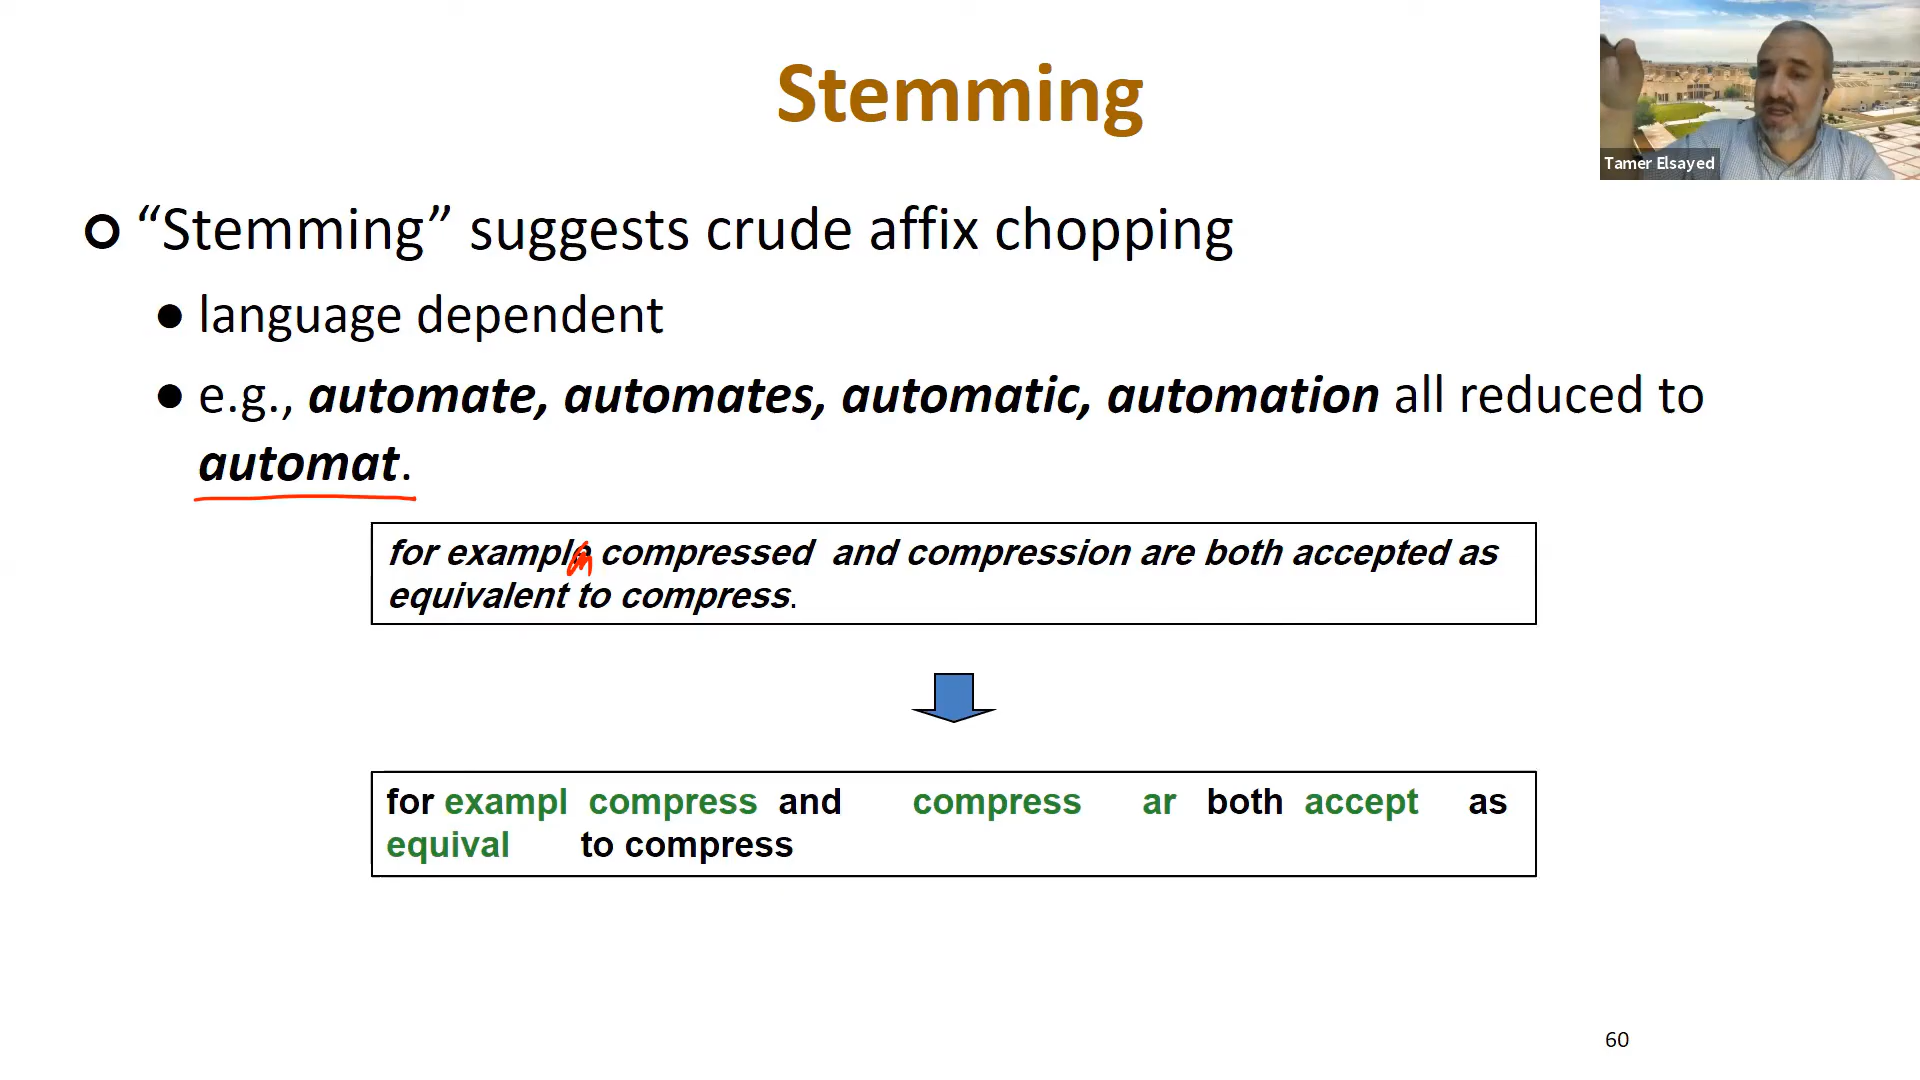 Stemming
Tamer Elsayed
“Stemming” suggests crude affix chopping
language dependent
e.g., automate, automates, automatic, automation all reduced to
automat.
for example compressed and compression are both accepted as
equivalent to compress.
for exampl compress and compress ar both accept as
equival to compress
60